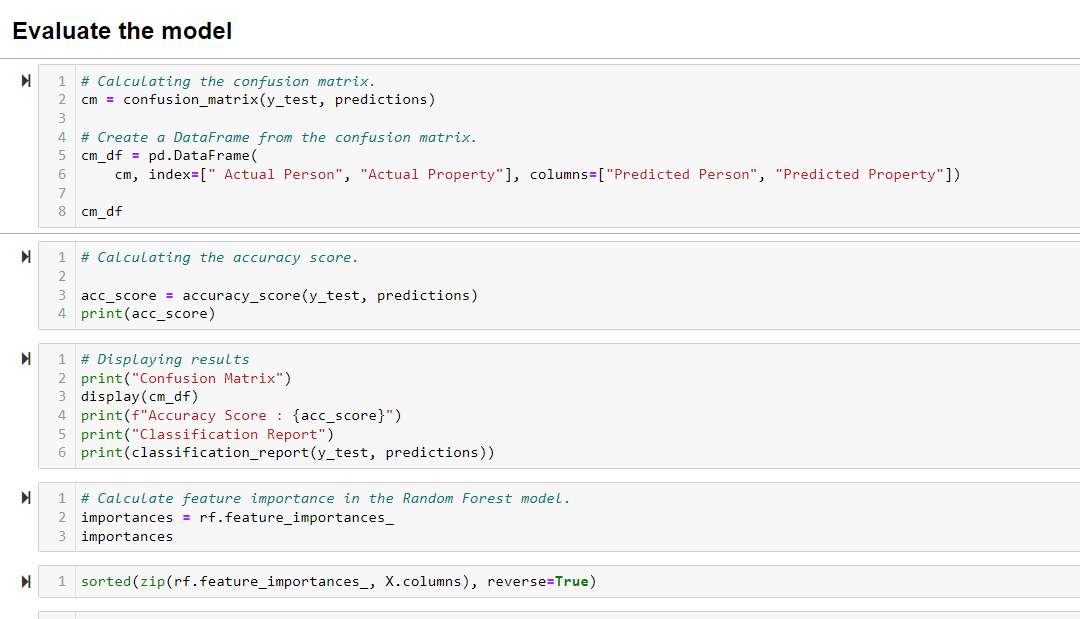 Evaluate the model
1 # Calculating the confusion matrix.
2 cm = confusion_matrix(y_test, predictions)
3
4 # Create a DataFrame from the confusion matrix.
5 cm_df = pd.DataFrame(
6     cm, index=[" Actual Person", "Actual Property"], columns=["Predicted Person", "Predicted Property"])
7
8 cm_df
1 # Calculating the accuracy score.
2
3 acc_score = accuracy_score(y_test, predictions)
4 print(acc_score)
1 # Displaying results
2 print("Confusion Matrix")
3 display(cm_df)
4 print(f"Accuracy Score : {acc_score}")
5 print("Classification Report")
6 print(classification_report(y_test, predictions))
1 # Calculate feature importance in the Random Forest model.
2 importances = rf.feature_importances_
3 importances
1 sorted(zip(rf.feature_importances_, X.columns), reverse=True)